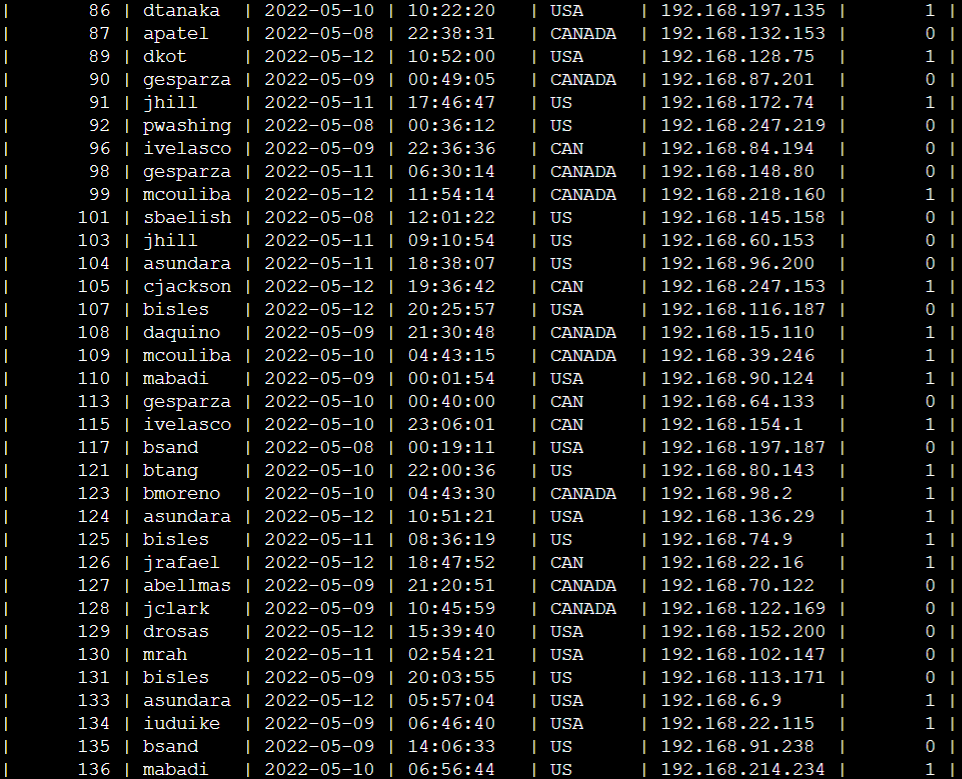 | 86 | dtanaka | 2022-05-10 | 10:22:20 | USA | 192.168.197.135 | 1 |
| 87 | apatel | 2022-05-08 | 22:38:31 | CANADA | 192.168.132.153 | 0 |
| 89 | dkot | 2022-05-12 | 10:52:00 | USA | 192.168.128.75 | 1 |
| 90 | gesparza | 2022-05-09 | 00:49:05 | CANADA | 192.168.87.201 | 0 |
| 91 | jhill | 2022-05-11 | 17:46:47 | US | 192.168.172.74 | 1 |
| 92 | pwashing | 2022-05-08 | 00:36:12 | US | 192.168.247.219 | 0 |
| 96 | ivelasco | 2022-05-09 | 22:36:36 | CAN | 192.168.84.194 | 0 |
| 98 | gesparza | 2022-05-11 | 06:30:14 | CANADA | 192.168.148.80 | 0 |
| 99 | mcouliba | 2022-05-12 | 11:54:14 | CANADA | 192.168.218.160 | 1 |
| 101 | sbaelish | 2022-05-08 | 12:01:22 | US | 192.168.145.158 | 0 |
| 103 | jhill | 2022-05-11 | 09:10:54 | US | 192.168.60.153 | 0 |
| 104 | asundara | 2022-05-11 | 18:38:07 | US | 192.168.96.200 | 0 |
| 105 | cjackson | 2022-05-12 | 19:36:42 | CAN | 192.168.247.153 | 1 |
| 107 | bisles | 2022-05-12 | 20:25:57 | USA | 192.168.116.187 | 0 |
| 108 | daquino | 2022-05-09 | 21:30:48 | CANADA | 192.168.15.110 | 1 |
| 109 | mcouliba | 2022-05-10 | 04:43:15 | CANADA | 192.168.39.246 | 1 |
| 110 | mabadi | 2022-05-09 | 00:01:54 | USA | 192.168.90.124 | 1 |
| 113 | gesparza | 2022-05-10 | 00:40:00 | CAN | 192.168.64.133 | 0 |
| 115 | ivelasco | 2022-05-10 | 23:06:01 | CAN | 192.168.154.1 | 1 |
| 117 | bsand | 2022-05-08 | 00:19:11 | USA | 192.168.197.187 | 0 |
| 121 | btang | 2022-05-10 | 22:00:36 | US | 192.168.80.143 | 1 |
| 123 | bmoreno | 2022-05-10 | 04:43:30 | CANADA | 192.168.98.2 | 1 |
| 124 | asundara | 2022-05-12 | 10:51:21 | USA | 192.168.136.29 | 1 |
| 125 | bisles | 2022-05-11 | 08:36:19 | US | 192.168.74.9 | 1 |
| 126 | jrafael | 2022-05-12 | 18:47:52 | CAN | 192.168.22.16 | 1 |
| 127 | abellmas | 2022-05-09 | 21:20:51 | CANADA | 192.168.70.122 | 0 |
| 128 | jclark | 2022-05-09 | 10:45:59 | CANADA | 192.168.122.169 | 0 |
| 129 | drosas | 2022-05-12 | 15:39:40 | USA | 192.168.152.200 | 0 |
| 130 | mrah | 2022-05-11 | 02:54:21 | USA | 192.168.102.147 | 0 |
| 131 | bisles | 2022-05-09 | 20:03:55 | US | 192.168.113.171 | 0 |
| 133 | asundara | 2022-05-12 | 05:57:04 | USA | 192.168.6.9 | 1 |
| 134 | iuduike | 2022-05-09 | 06:46:40 | USA | 192.168.22.115 | 1 |
| 135 | bsand | 2022-05-09 | 14:06:33 | US | 192.168.91.238 | 0 |
| 136 | mabadi | 2022-05-10 | 06:56:44 | US | 192.168.214.234 | 1 |